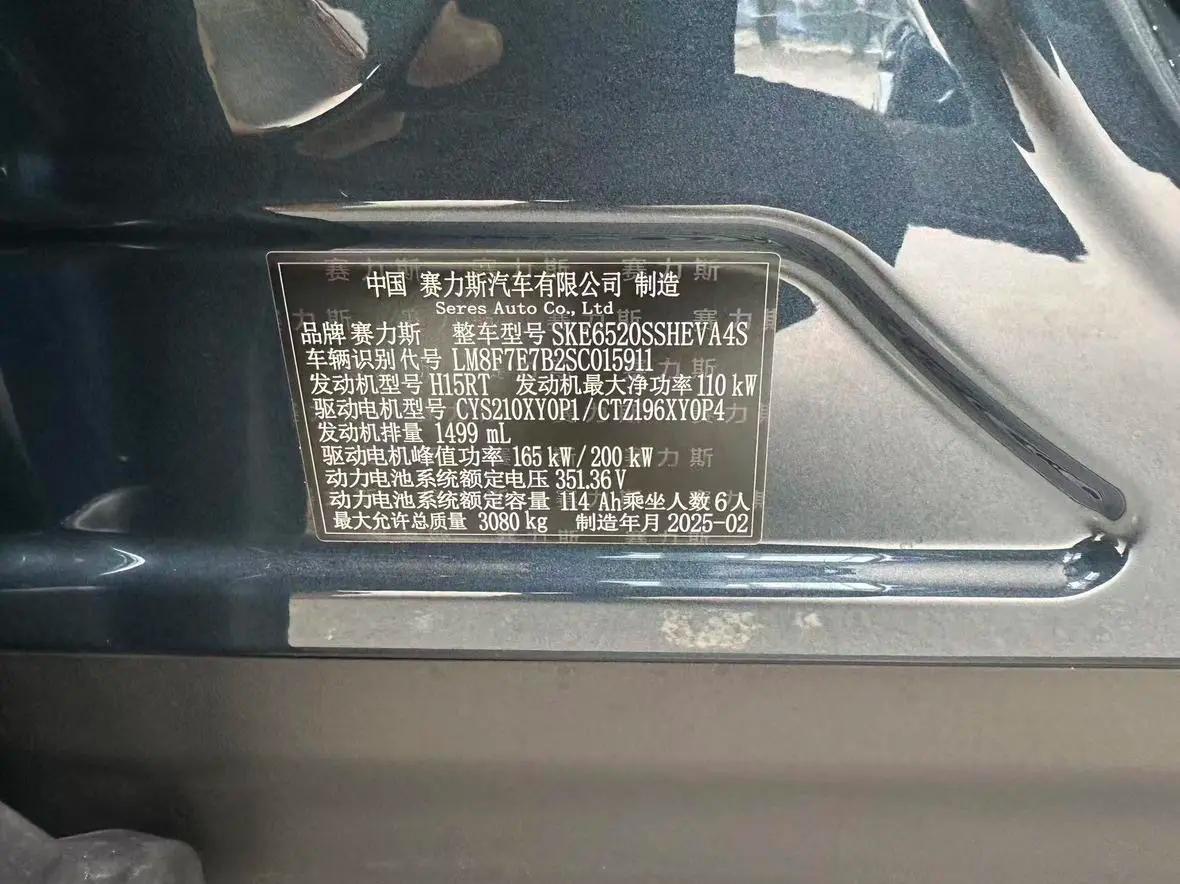 中国 赛力斯汽车有限公司 制造
Seres Auto Co., Ltd
品牌 赛力斯 整车型号 SKE6520SSHEVA4S
车辆识别代号 LM8F7E7B2SC015911
发动机型号 H15RT 发动机最大净功率 110 kW
驱动电机型号 CYS210XY0P1/CTZ196XY0P4
发动机排量 1499 mL
驱动电机峰值功率 165 kW/200 kW
动力电池系统额定电压 351.36 V
动力电池系统额定容量 114 Ah 乘坐人数 6人
最大允许总质量 3080 kg 制造年月 2025-02